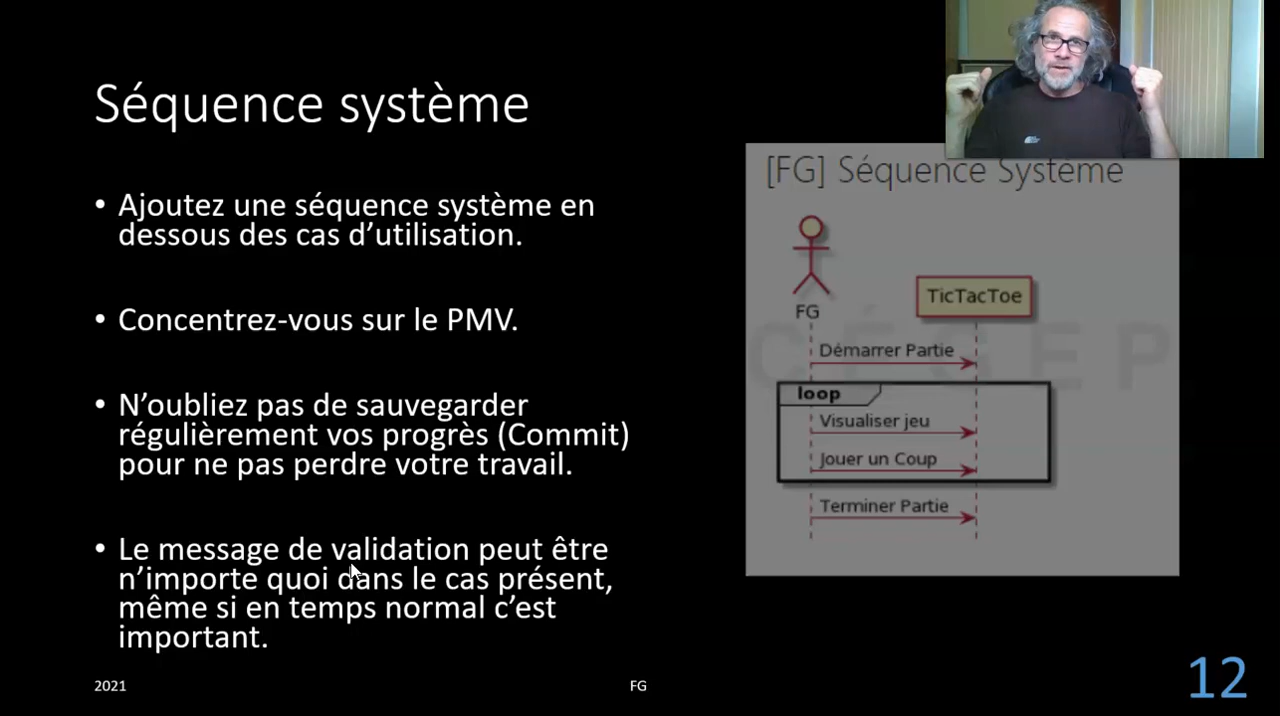 Séquence système
• Ajoutez une séquence système en
dessous des cas d’utilisation.
• Concentrez-vous sur le PMV.
• N’oubliez pas de sauvegarder
régulièrement vos progrès (Commit)
pour ne pas perdre votre travail.
• Le message de validation peut être
n’importe quoi dans le cas présent,
même si en temps normal c’est
important.
[FG] Séquence Système
TicTacToe
FG
CÉGEP
Démarrer Partie
loop
Visualiser jeu
Jouer un Coup
Terminer Partie
2021
FG
12